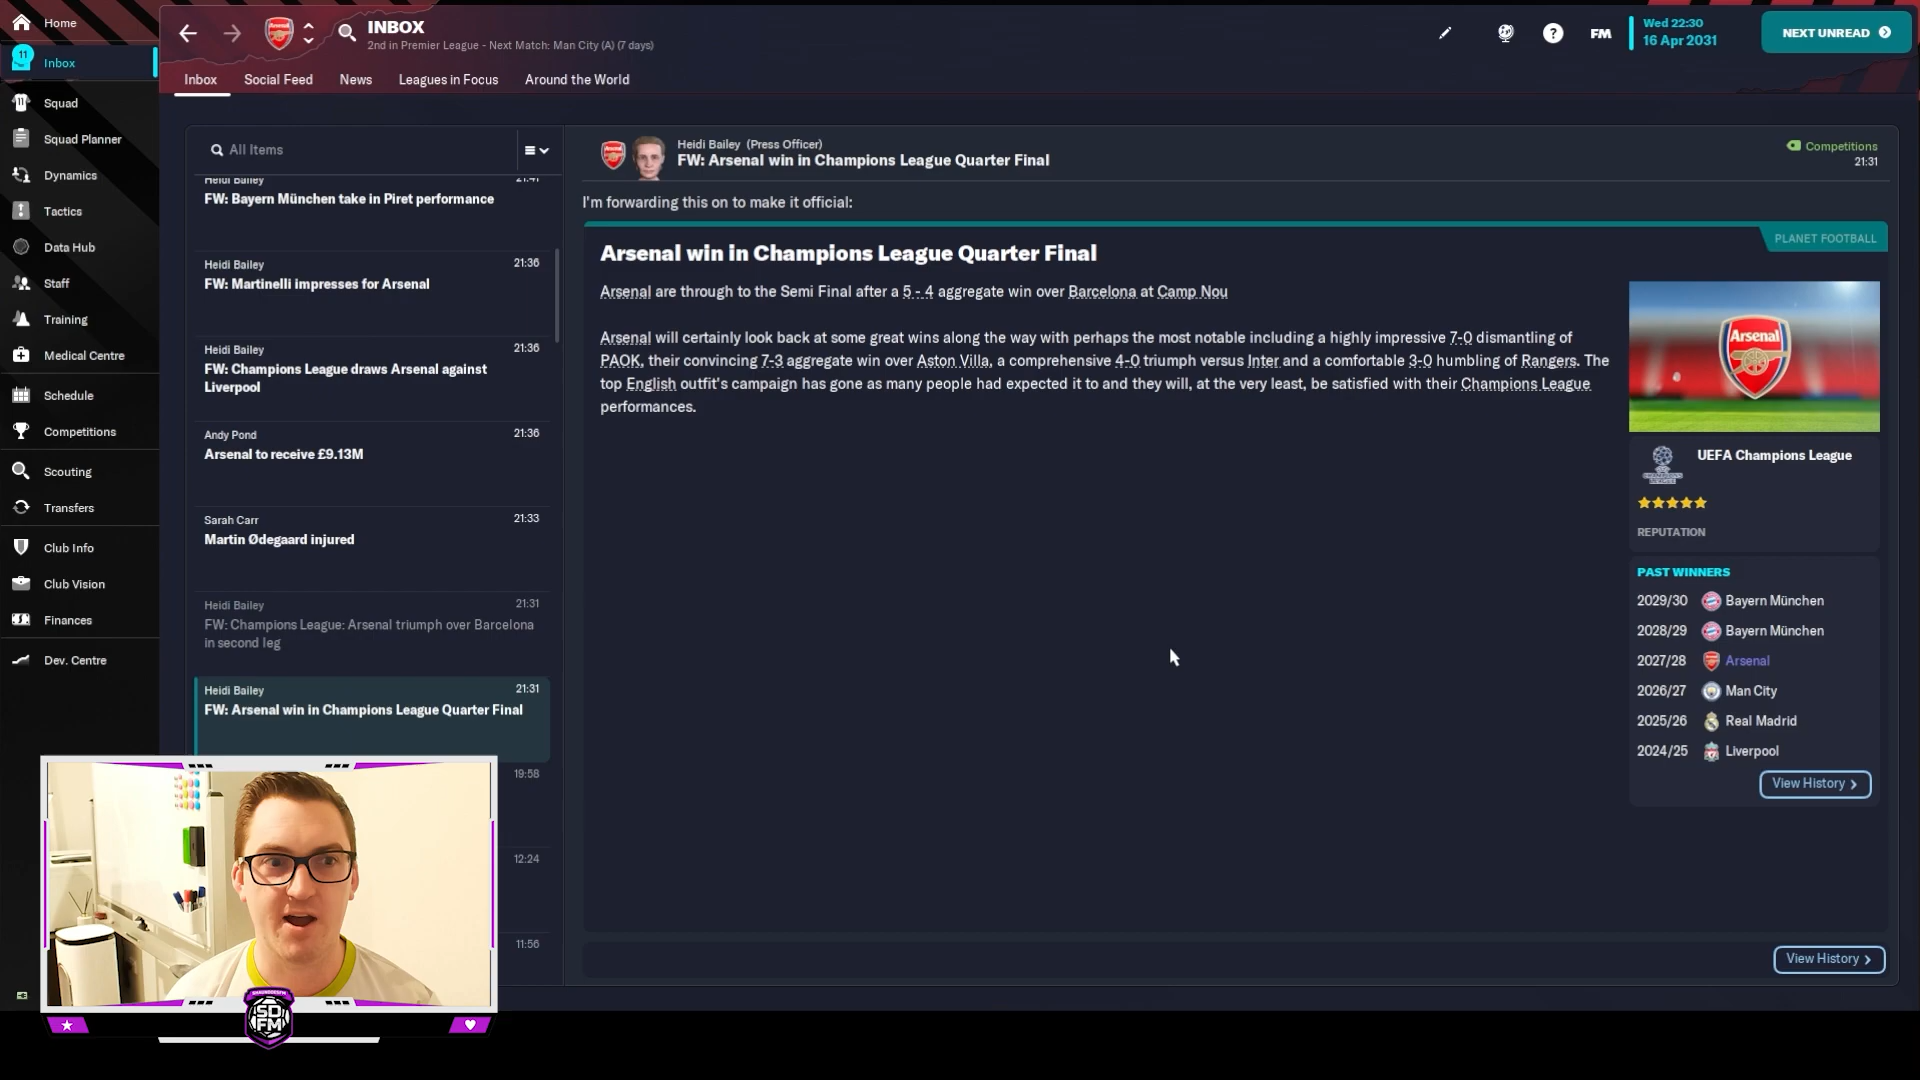 Home
Inbox
11
Squad
Squad Planner
Dynamics
Tactics
Data Hub
Staff
Training
Medical Centre
Schedule
Competitions
Scouting
Transfers
Club Info
Club Vision
Finances
Dev. Centre
INBOX
2nd in Premier League - Next Match: Man City (A) (7 days)
FM
Wed 22:30
16 Apr 2031
NEXT UNREAD
Inbox
Social Feed
News
Leagues in Focus
Around the World
All Items
Heidi Bailey 21:41
FW: Bayern München take in Piret performance
Heidi Bailey 21:36
FW: Martinelli impresses for Arsenal
Heidi Bailey 21:36
FW: Champions League draws Arsenal against
Liverpool
Andy Pond 21:36
Arsenal to receive £9.13M
Sarah Carr 21:33
Martin Ødegaard injured
Heidi Bailey 21:31
FW: Champions League: Arsenal triumph over Barcelona
in second leg
Heidi Bailey 21:31
FW: Arsenal win in Champions League Quarter Final
19:58
12:24
11:56
Heidi Bailey (Press Officer)
FW: Arsenal win in Champions League Quarter Final
Competitions
21:31
I'm forwarding this on to make it official:
PLANET FOOTBALL
Arsenal win in Champions League Quarter Final
Arsenal are through to the Semi Final after a 5 - 4 aggregate win over Barcelona at Camp Nou
Arsenal will certainly look back at some great wins along the way with perhaps the most notable including a highly impressive 7-0 dismantling of
PAOK, their convincing 7-3 aggregate win over Aston Villa, a comprehensive 4-0 triumph versus Inter and a comfortable 3-0 humbling of Rangers. The
top English outfit's campaign has gone as many people had expected it to and they will, at the very least, be satisfied with their Champions League
performances.
Arsenal
UEFA Champions League
CHAMPIONS
LEAGUE
REPUTATION
PAST WINNERS
2029/30 Bayern München
2028/29 Bayern München
2027/28 Arsenal
2026/27 Man City
2025/26 Real Madrid
2024/25 Liverpool
View History
View History
SD
FM